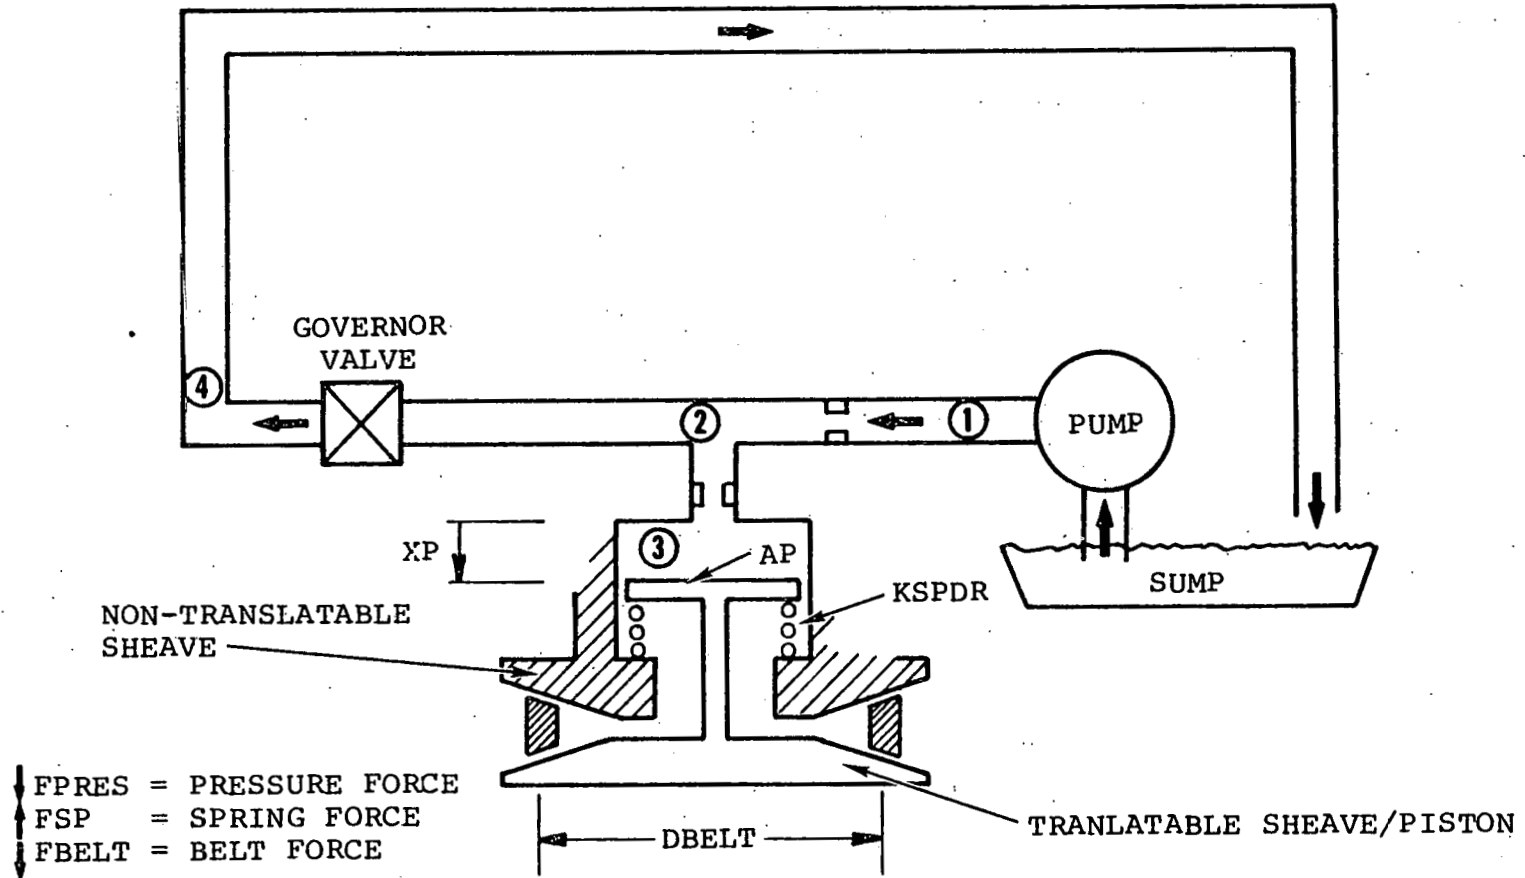 GOVERNOR
VALVE
4
2
1
PUMP
XP
3
AP
KSPDR
SUMP
NON-TRANSLATABLE
SHEAVE
FPRES = PRESSURE FORCE
FSP = SPRING FORCE
FBELT = BELT FORCE
DBELT
TRANLATABLE SHEAVE/PISTON